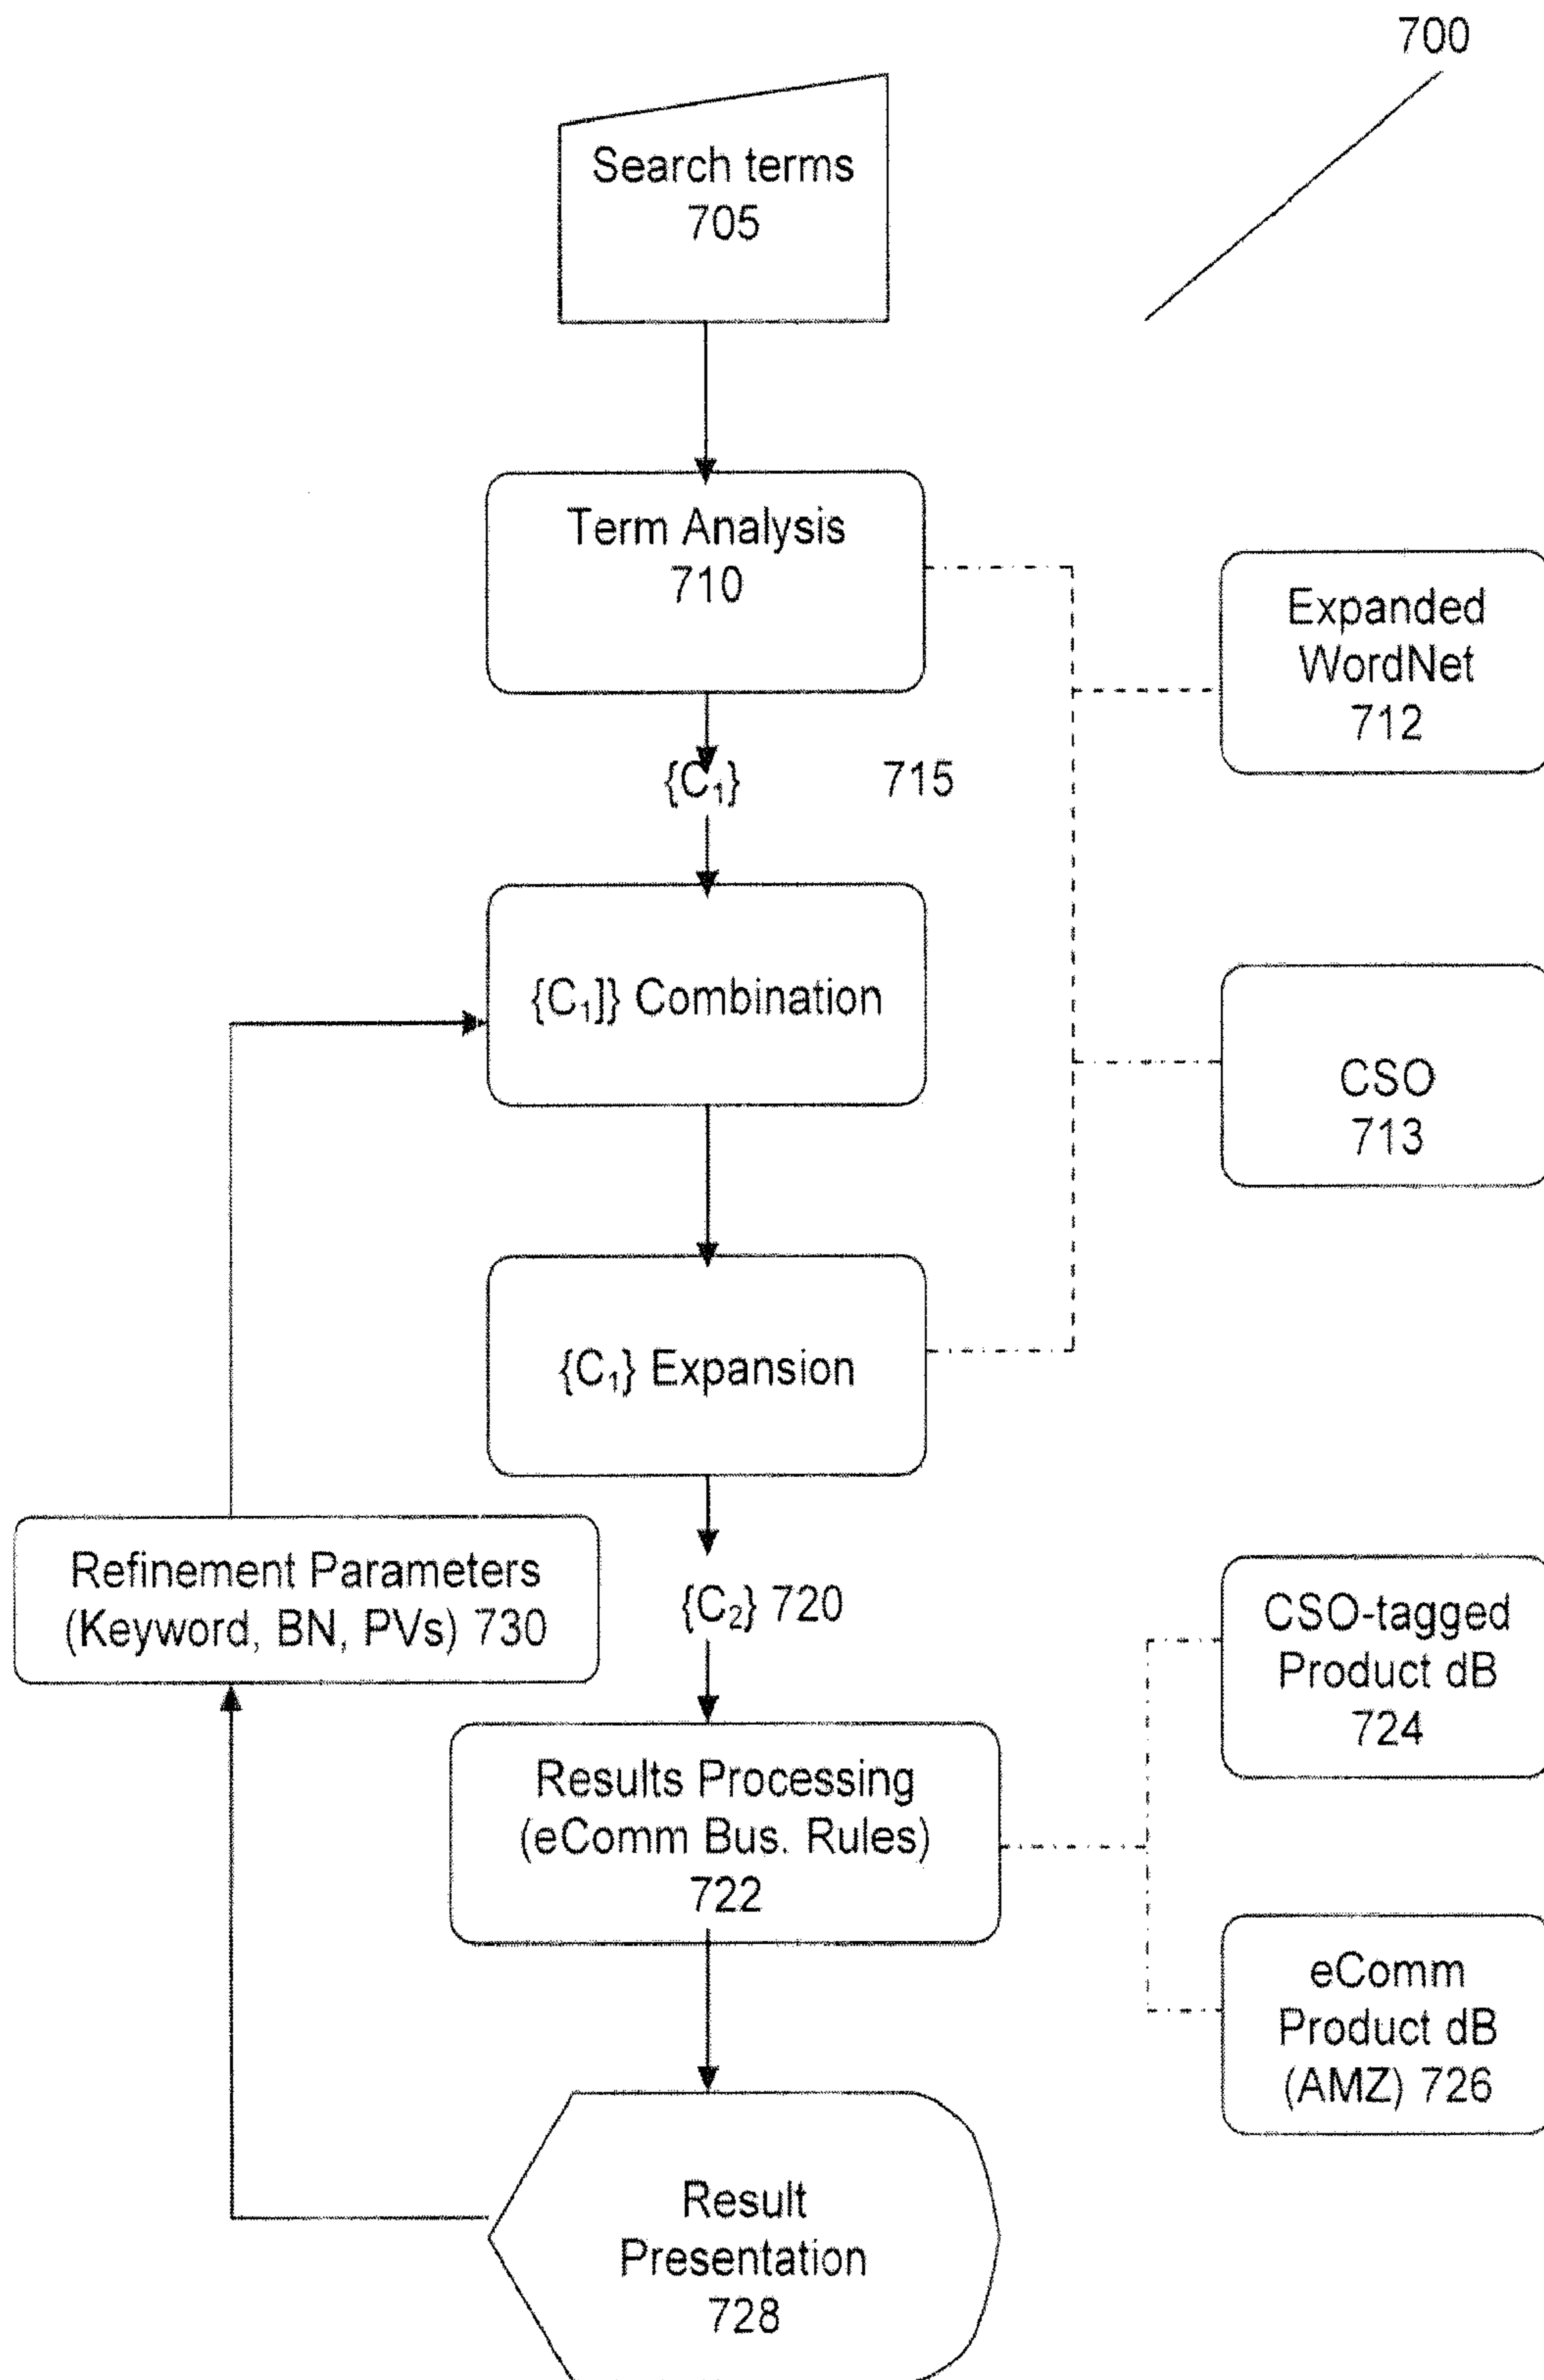 700
Search terms
705
Term Analysis
710
Expanded
WordNet
712
{C₁} 715
{C₁]} Combination
CSO
713
{C₁} Expansion
Refinement Parameters
(Keyword, BN, PVs) 730
{C₂} 720
CSO-tagged
Product dB
724
Results Processing
(eComm Bus. Rules)
722
eComm
Product dB
(AMZ) 726
Result
Presentation
728